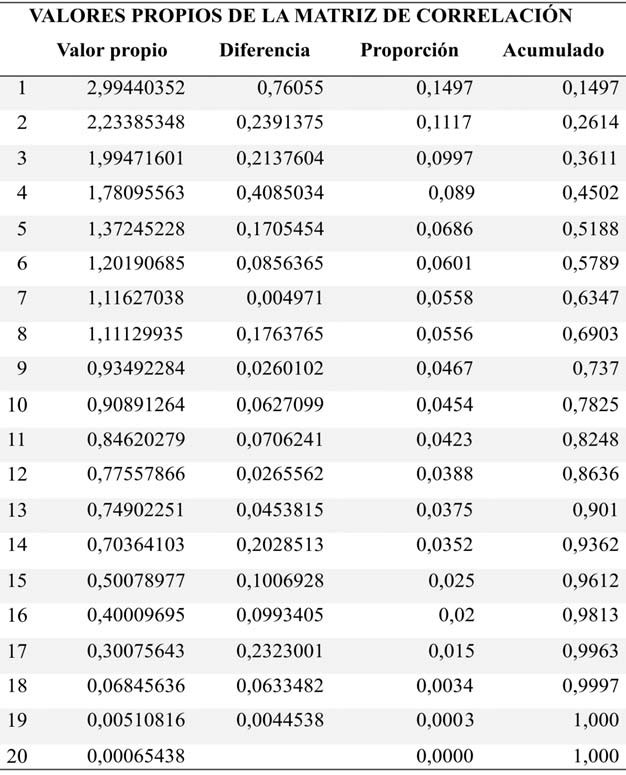 VALORES PROPIOS DE LA MATRIZ DE CORRELACIÓN
Valor propio Diferencia Proporción Acumulado
1 2,99440352 0,76055 0,1497 0,1497
2 2,23385348 0,2391375 0,1117 0,2614
3 1,99471601 0,2137604 0,0997 0,3611
4 1,78095563 0,4085034 0,089 0,4502
5 1,37245228 0,1705454 0,0686 0,5188
6 1,20190685 0,0856365 0,0601 0,5789
7 1,11627038 0,004971 0,0558 0,6347
8 1,11129935 0,1763765 0,0556 0,6903
9 0,93492284 0,0260102 0,0467 0,737
10 0,90891264 0,0627099 0,0454 0,7825
11 0,84620279 0,0706241 0,0423 0,8248
12 0,77557866 0,0265562 0,0388 0,8636
13 0,74902251 0,0453815 0,0375 0,901
14 0,70364103 0,2028513 0,0352 0,9362
15 0,50078977 0,1006928 0,025 0,9612
16 0,40009695 0,0993405 0,02 0,9813
17 0,30075643 0,2323001 0,015 0,9963
18 0,06845636 0,0633482 0,0034 0,9997
19 0,00510816 0,0044538 0,0003 1,000
20 0,00065438 0,0000 1,000